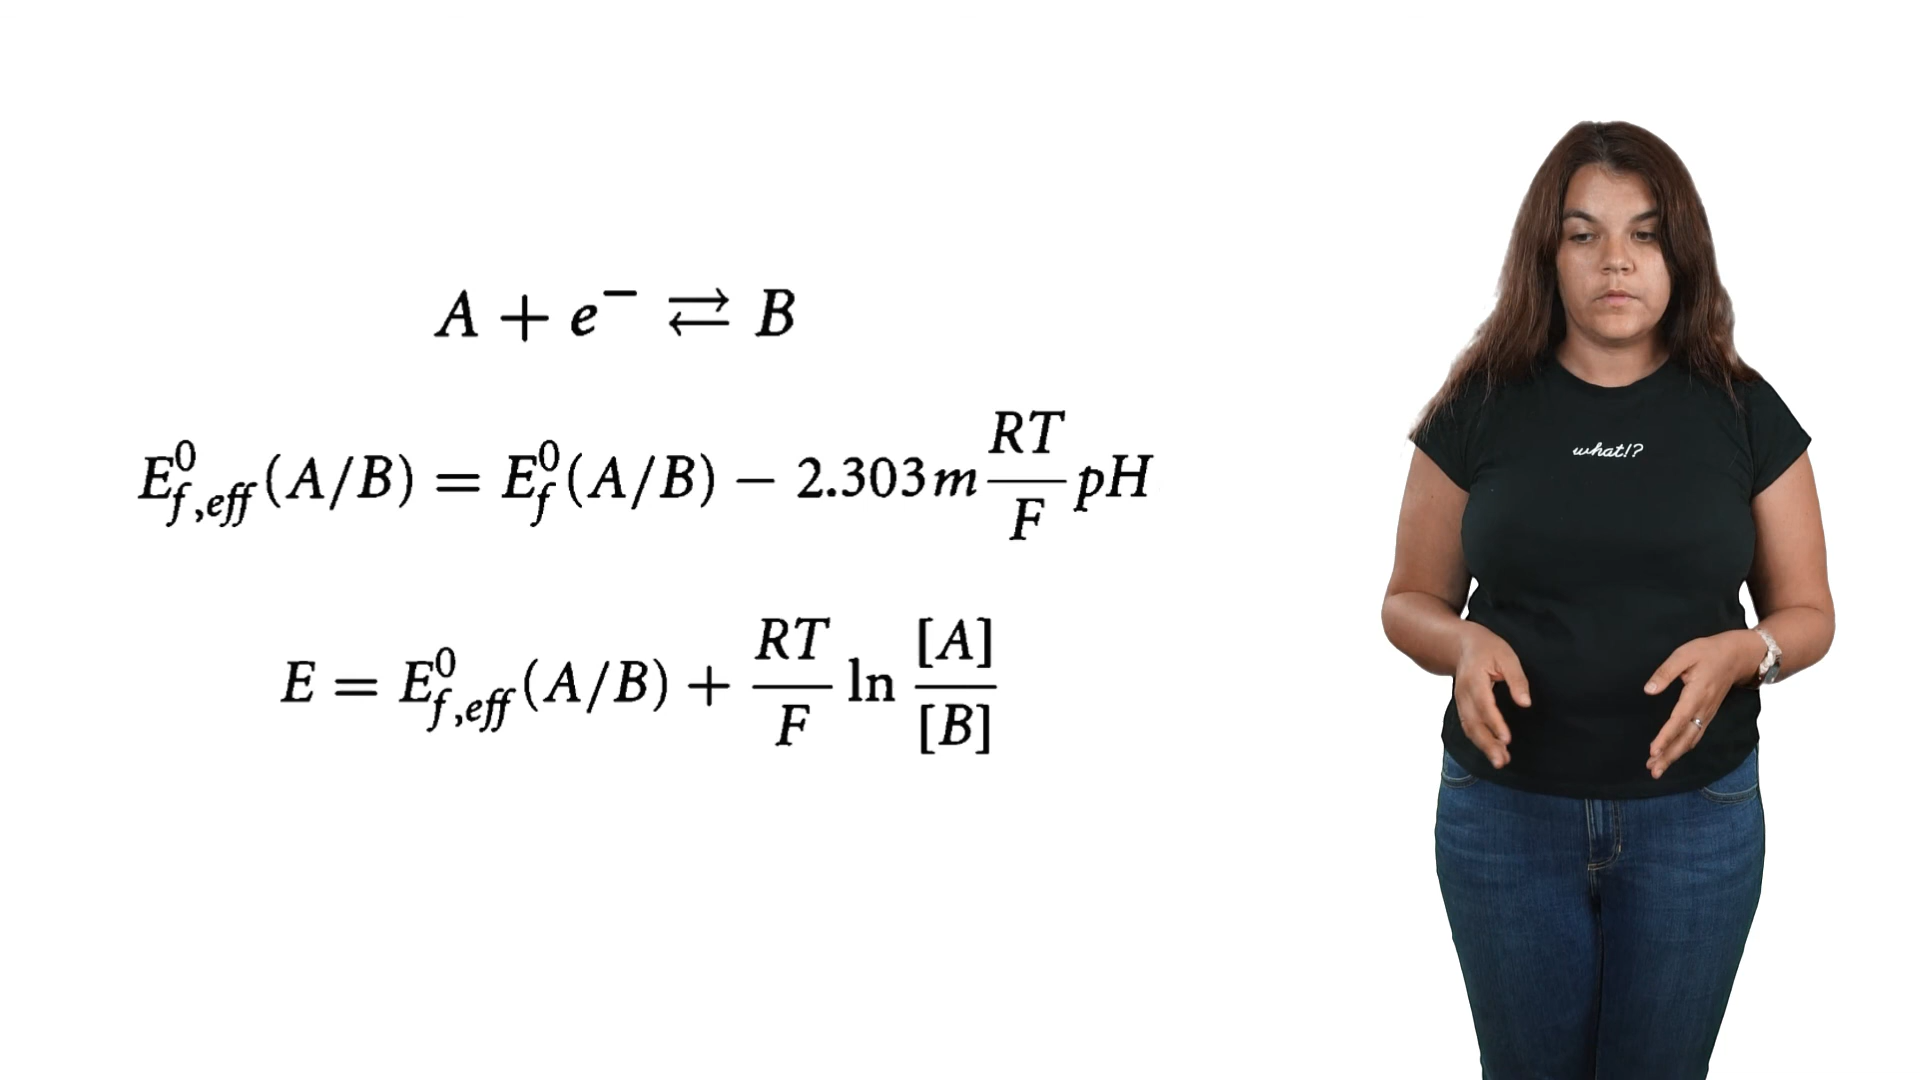 A + e⁻ ⇄ B
E⁰f,eff(A/B) = E⁰f(A/B) − 2.303m RT/F pH
E = E⁰f,eff(A/B) + RT/F ln [A]/[B]
what!?